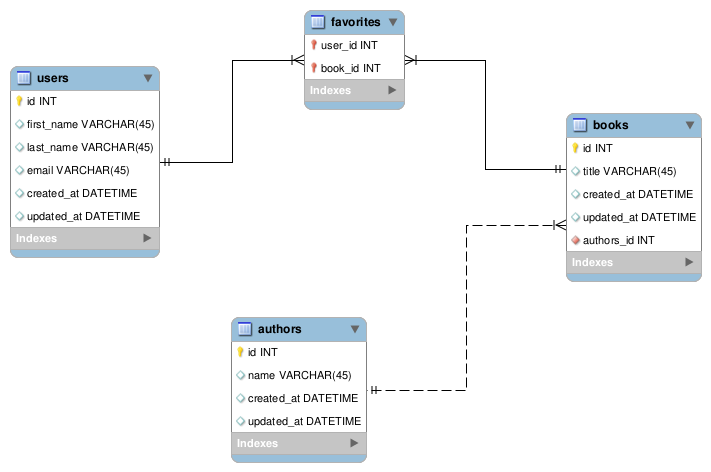 favorites
user_id INT
book_id INT
Indexes
users
id INT
first_name VARCHAR(45)
last_name VARCHAR(45)
email VARCHAR(45)
created_at DATETIME
updated_at DATETIME
Indexes
books
id INT
title VARCHAR(45)
created_at DATETIME
updated_at DATETIME
authors_id INT
Indexes
authors
id INT
name VARCHAR(45)
created_at DATETIME
updated_at DATETIME
Indexes